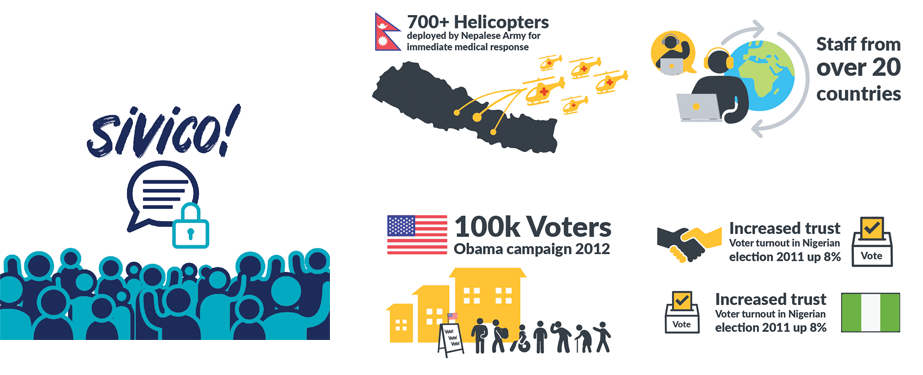 sivico!
700+ Helicopters
deployed by Nepalese Army for
immediate medical response
Staff from
over 20
countries
100k Voters
Obama campaign 2012
Vote!
Vote!
Vote!
Increased trust
Voter turnout in Nigerian
election 2011 up 8%
Vote
Increased trust
Voter turnout in Nigerian
election 2011 up 8%
Vote